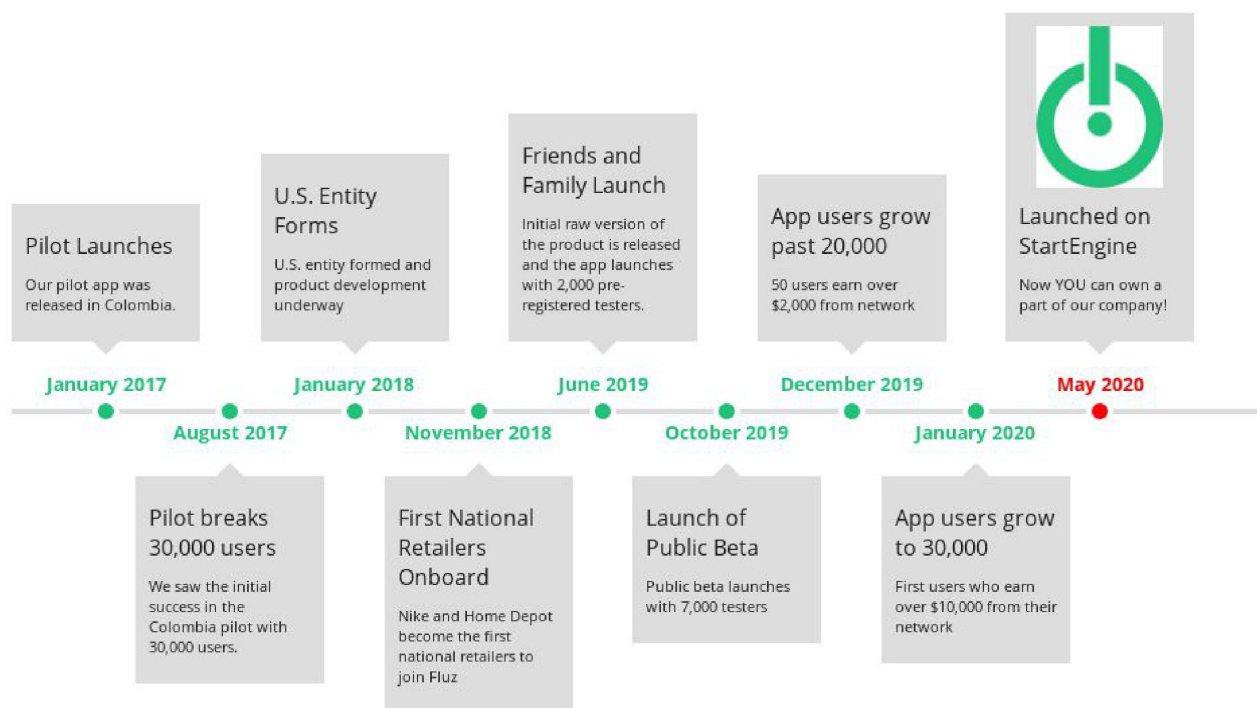 Pilot Launches
Our pilot app was
released in Colombia.
January 2017
August 2017
Pilot breaks
30,000 users
We saw the initial
success in the
Colombia pilot with
30,000 users.
U.S. Entity
Forms
U.S. entity formed and
product development
underway
January 2018
November 2018
First National
Retailers
Onboard
Nike and Home Depot
become the first
national retailers to
join Fluz
Friends and
Family Launch
Initial raw version of
the product is released
and the app launches
with 2,000 pre-
registered testers.
June 2019
October 2019
Launch of
Public Beta
Public beta launches
with 7,000 testers
App users grow
past 20,000
50 users earn over
$2,000 from network
December 2019
January 2020
App users grow
to 30,000
First users who earn
over $10,000 from their
network
Launched on
StartEngine
Now YOU can own a
part of our company!
May 2020